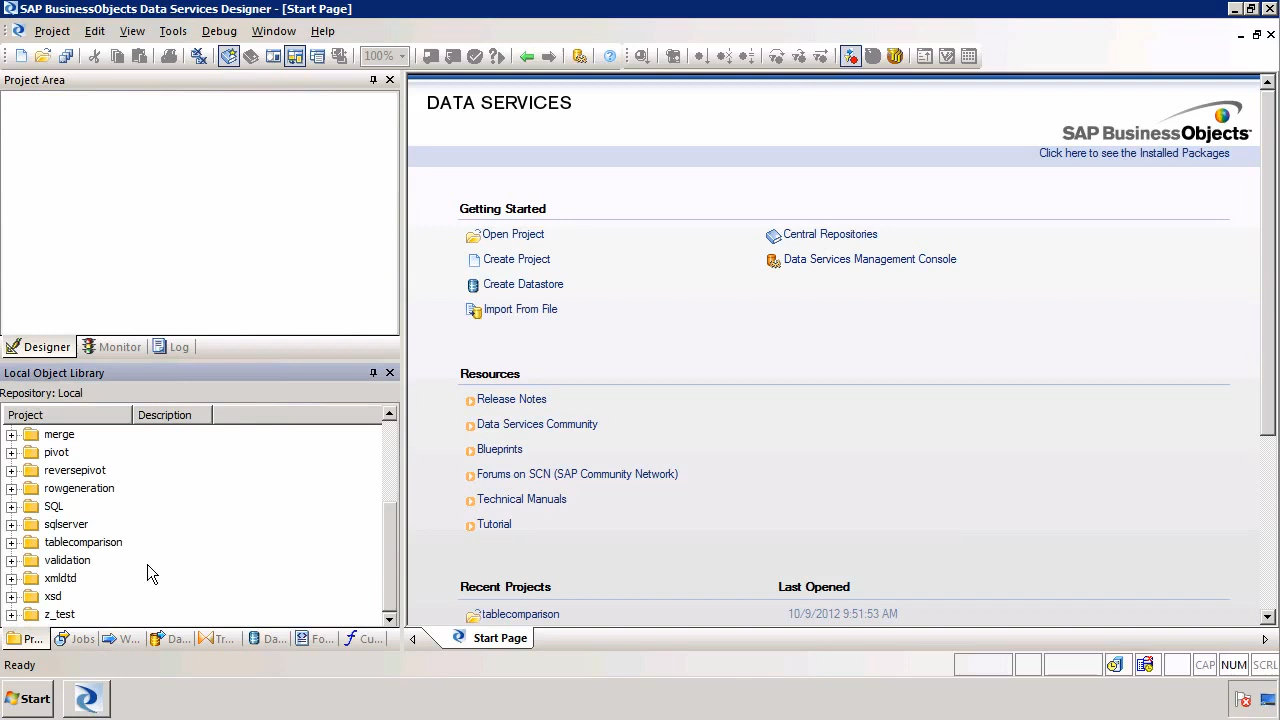 SAP BusinessObjects Data Services Designer - [Start Page]
Project Edit View Tools Debug Window Help
100%
Project Area
Designer Monitor Log
Local Object Library
Repository: Local
Project Description
merge
pivot
reversepivot
rowgeneration
SQL
sqlserver
tablecomparison
validation
xmldtd
xsd
z_test
Pr... Jobs W... Da... Tr... Da... Fo... Cu...
DATA SERVICES
SAP BusinessObjects
Click here to see the Installed Packages
Getting Started
Open Project Central Repositories
Create Project Data Services Management Console
Create Datastore
Import From File
Resources
Release Notes
Data Services Community
Blueprints
Forums on SCN (SAP Community Network)
Technical Manuals
Tutorial
Recent Projects Last Opened
tablecomparison 10/9/2012 9:51:53 AM
Start Page
Ready CAP NUM SCRL
Start